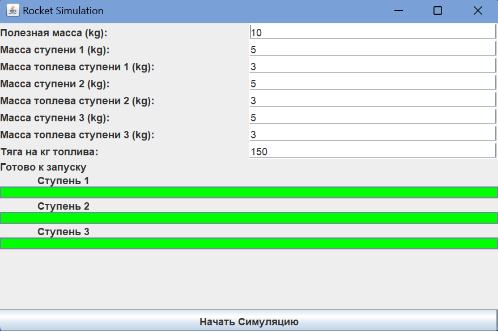 Rocket Simulation
Полезная масса (kg): 10
Масса ступени 1 (kg): 5
Масса топлева ступени 1 (kg): 3
Масса ступени 2 (kg): 5
Масса топлева ступени 2 (kg): 3
Масса ступени 3 (kg): 5
Масса топлева ступени 3 (kg): 3
Тяга на кг топлива: 150
Готово к запуску
Ступень 1
Ступень 2
Ступень 3
Начать Симуляцию